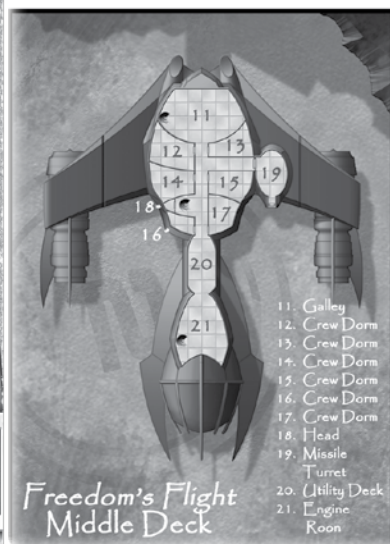 11
12
13
14
15
19
18
17
16
20
21
11. Galley
12. Crew Dorm
13. Crew Dorm
14. Crew Dorm
15. Crew Dorm
16. Crew Dorm
17. Crew Dorm
18. Head
19. Missile
Turret
20. Utility Deck
21. Engine
Roon
Freedom's Flight
Middle Deck